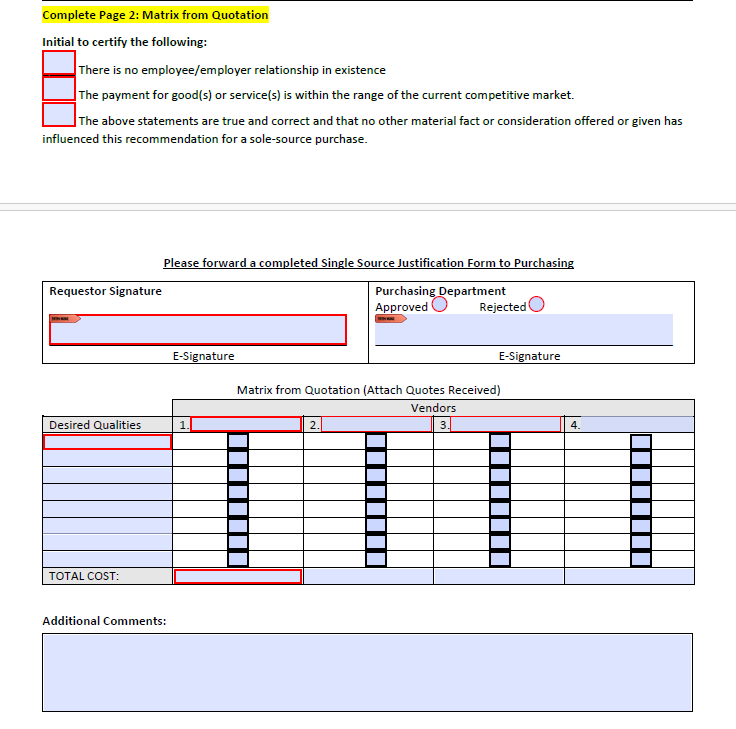 Complete Page 2: Matrix from Quotation
Initial to certify the following:
There is no employee/employer relationship in existence
The payment for good(s) or service(s) is within the range of the current competitive market.
The above statements are true and correct and that no other material fact or consideration offered or given has
influenced this recommendation for a sole-source purchase.
Please forward a completed Single Source Justification Form to Purchasing
Requestor Signature
Purchasing Department
Approved Rejected
E-Signature E-Signature
Matrix from Quotation (Attach Quotes Received)
Vendors
Desired Qualities 1. 2. 3. 4.
TOTAL COST:
Additional Comments: